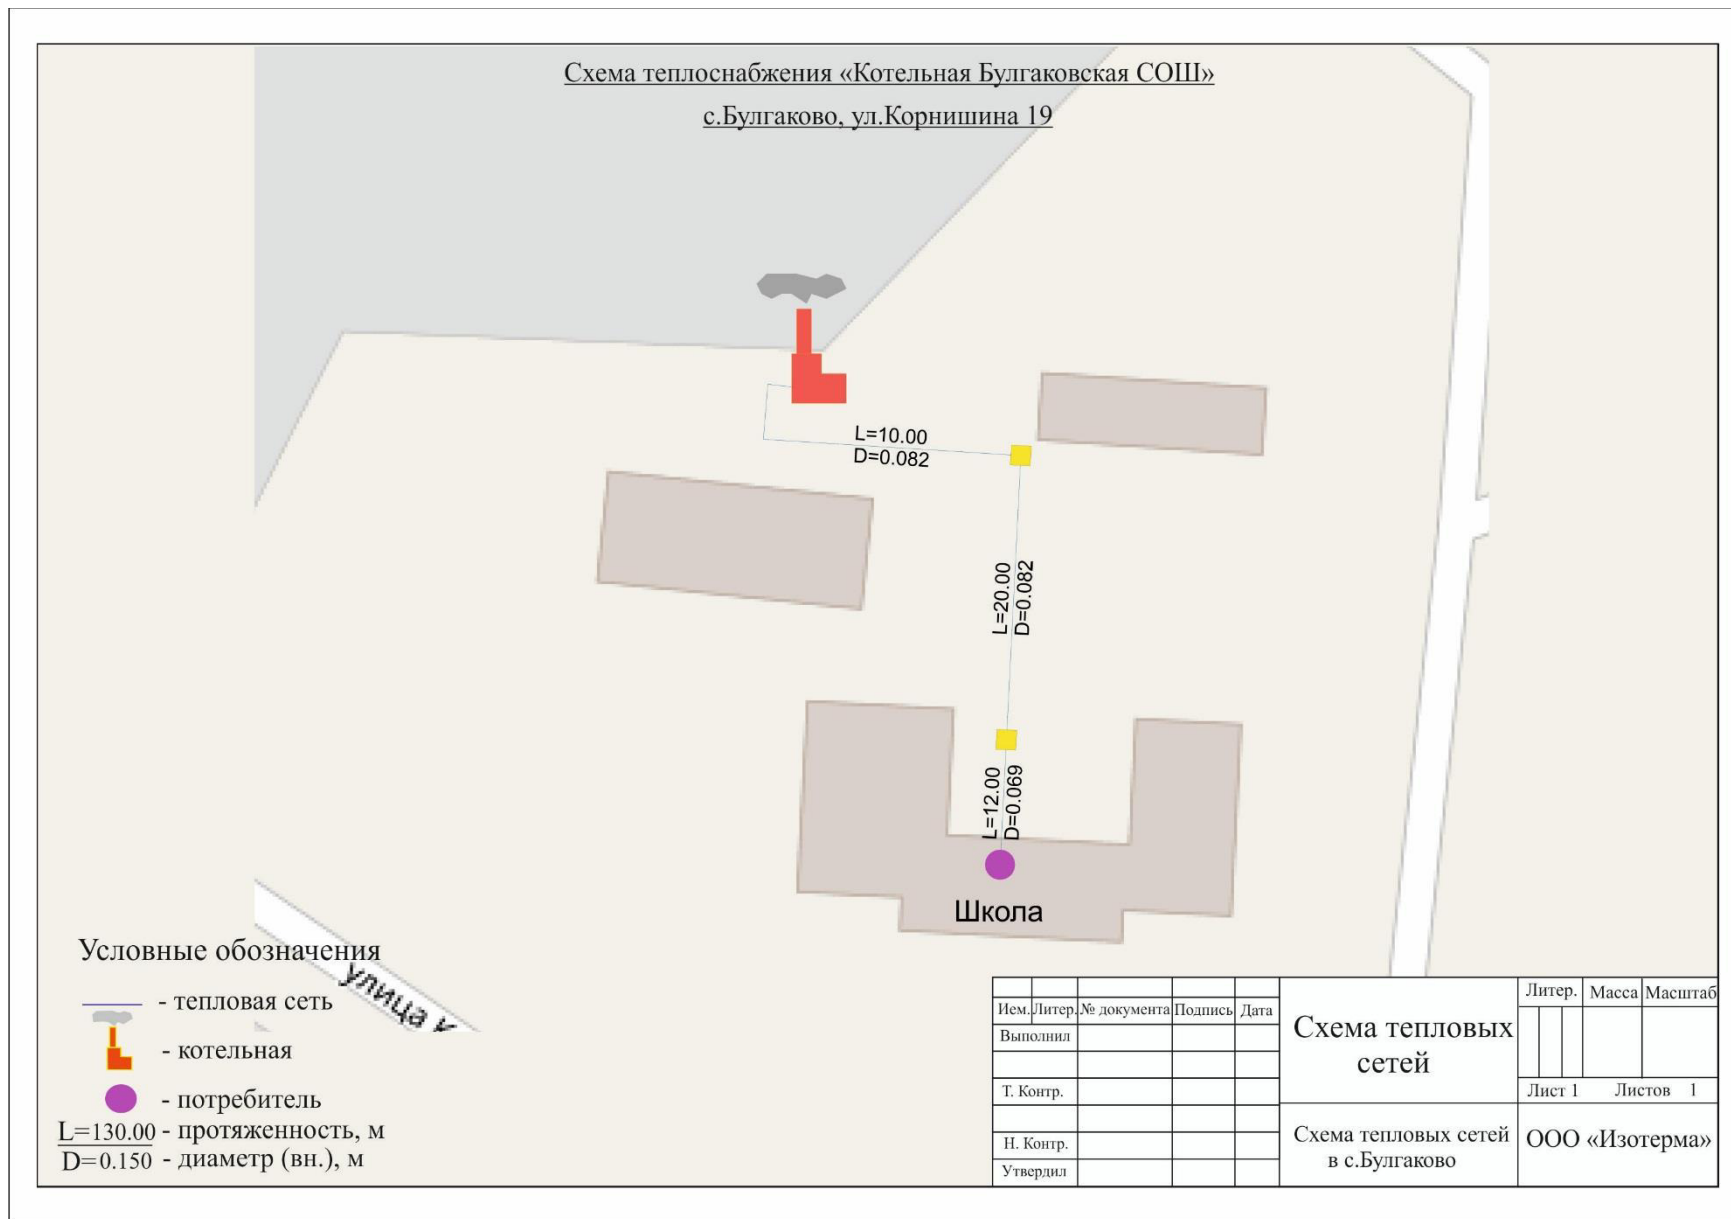 Схема теплоснабжения «Котельная Булгаковская СОШ»
с.Булгаково, ул.Корнишина 19
L=10.00
D=0.082
L=20.00
D=0.082
L=12.00
D=0.069
Школа
улица К
Условные обозначения
- тепловая сеть
- котельная
- потребитель
L=130.00 - протяженность, м
D=0.150 - диаметр (вн.), м
Ием. Литер. № документа Подпись Дата
Выполнил
Т. Контр.
Н. Контр.
Утвердил
Схема тепловых
сетей
Схема тепловых сетей
в с.Булгаково
Литер. Масса Масштаб
Лист 1 Листов 1
ООО «Изотерма»